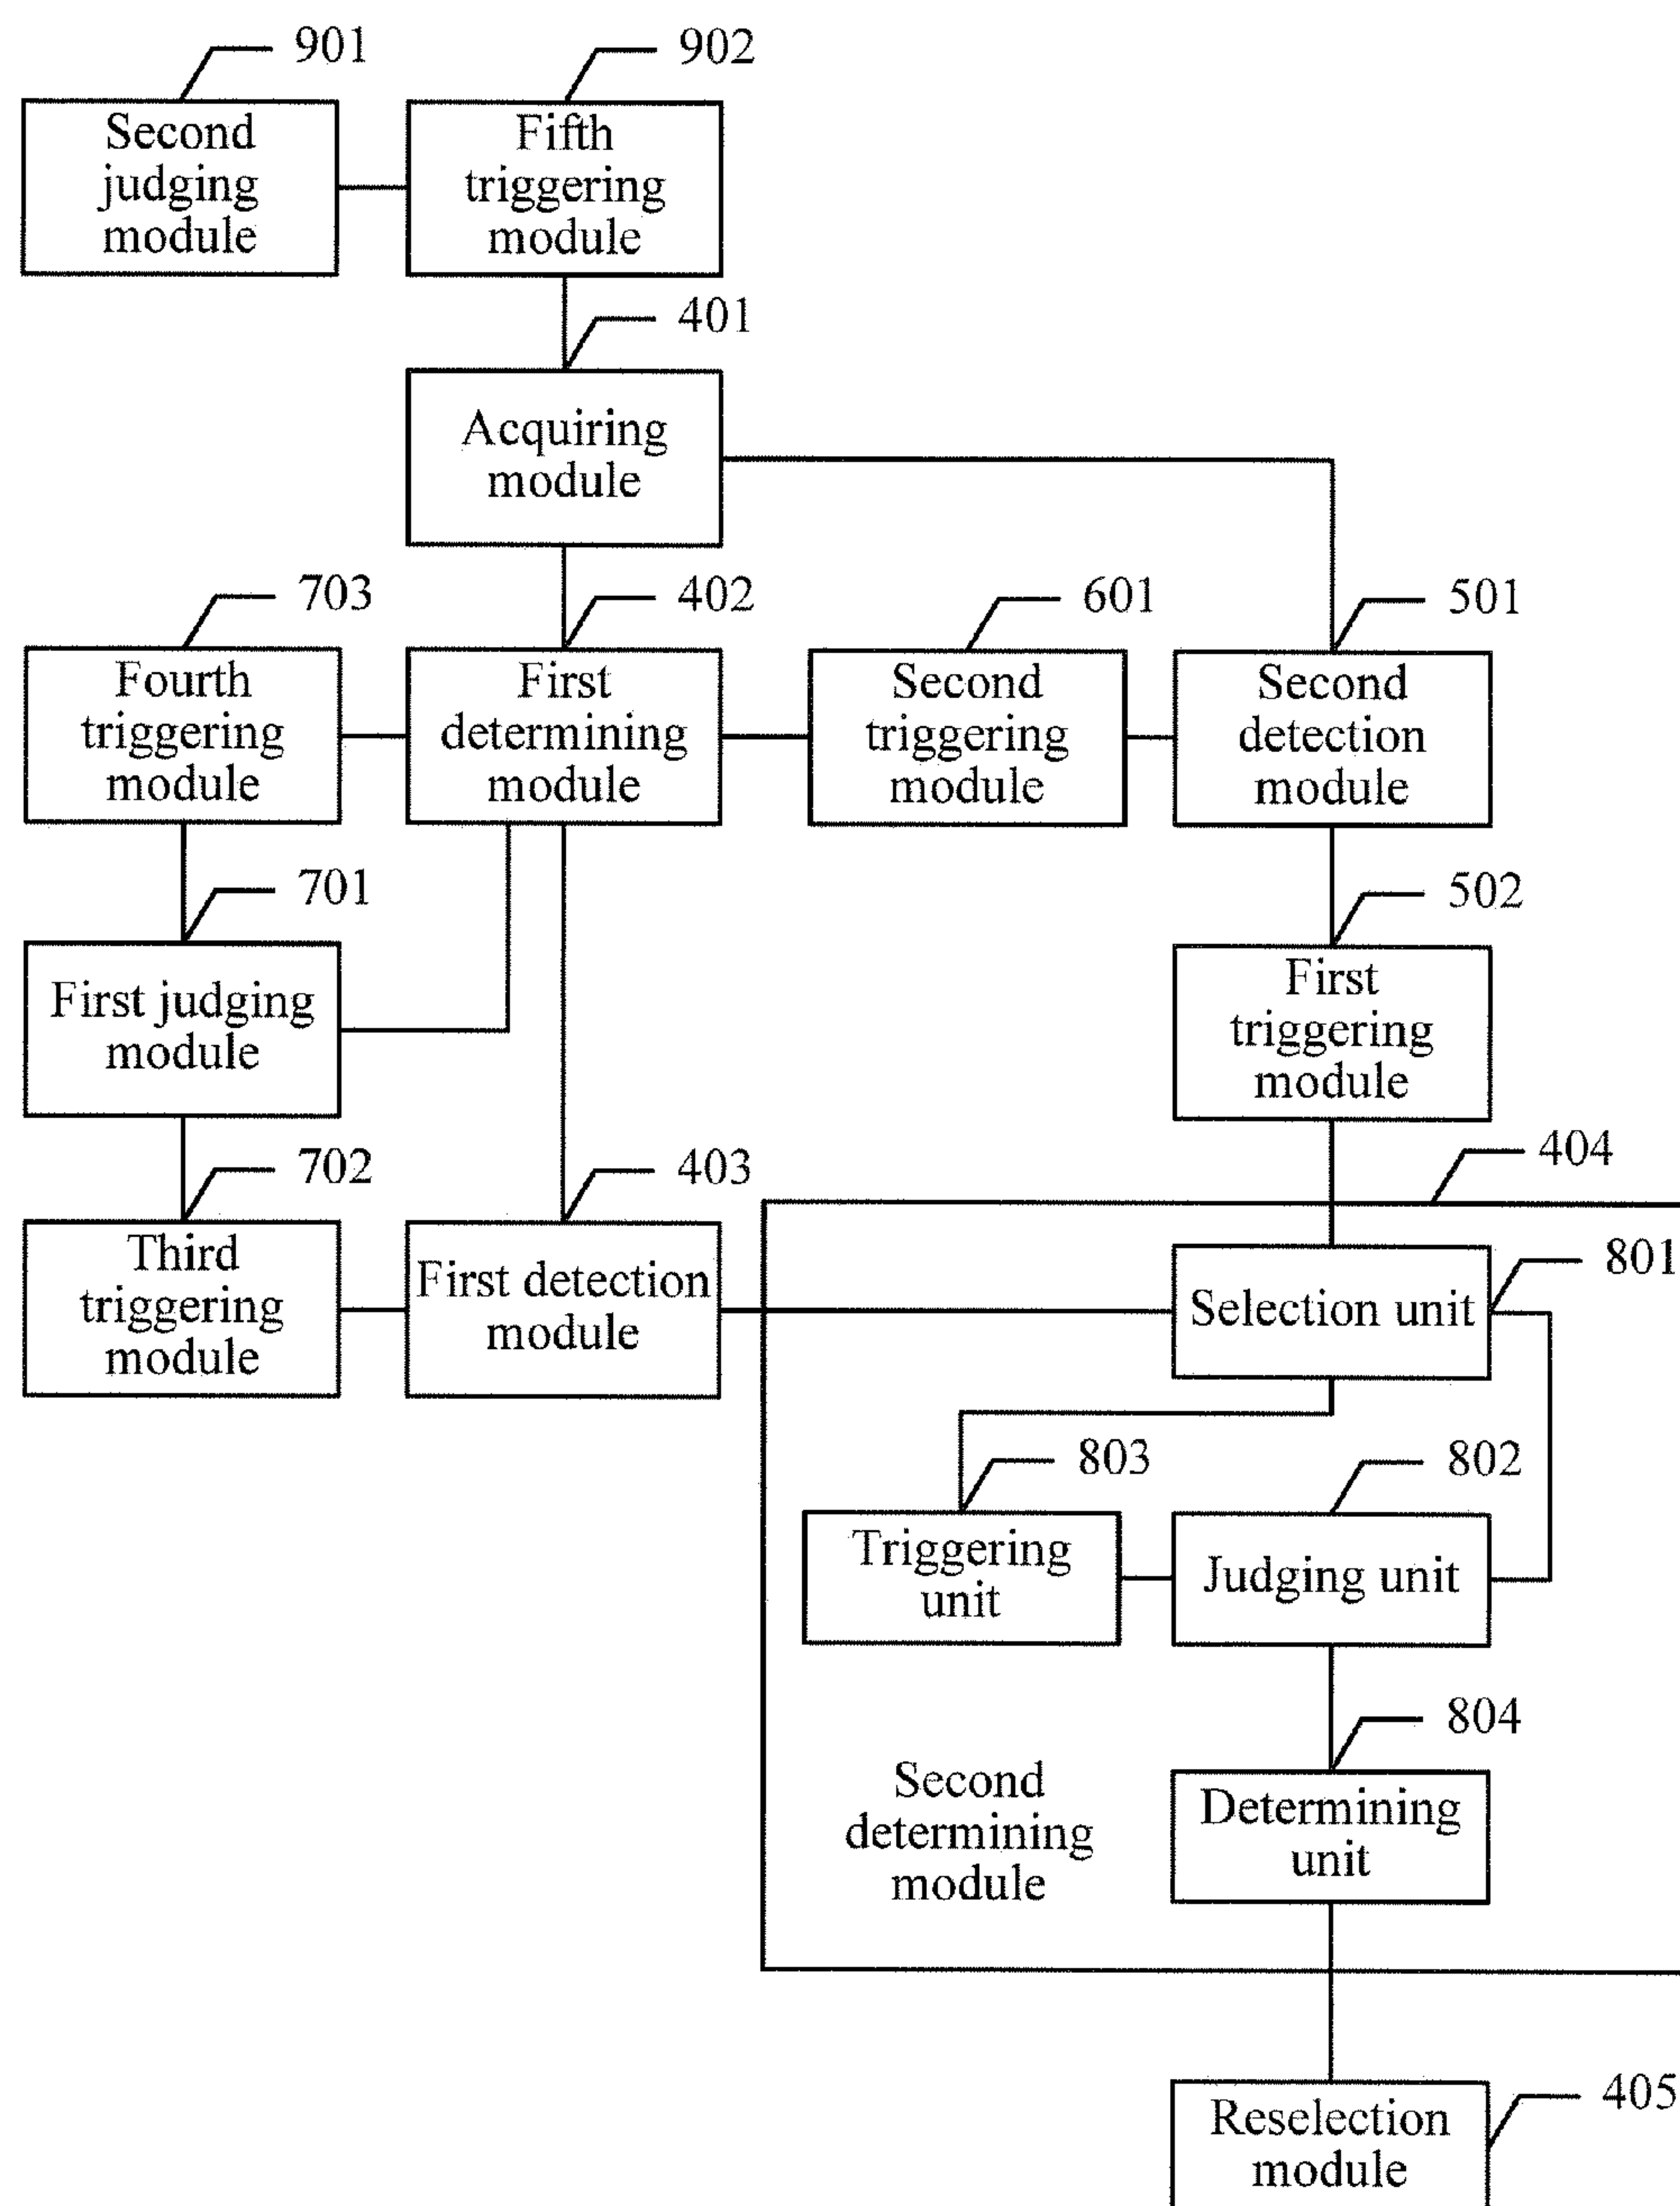 901
902
Second
judging
module
Fifth
triggering
module
401
Acquiring
module
703
402
601
501
Fourth
triggering
module
First
determining
module
Second
triggering
module
Second
detection
module
701
502
First judging
module
First
triggering
module
702
403
404
Third
triggering
module
First detection
module
801
Selection unit
803
802
Triggering
unit
Judging unit
804
Second
determining
module
Determining
unit
405
Reselection
module